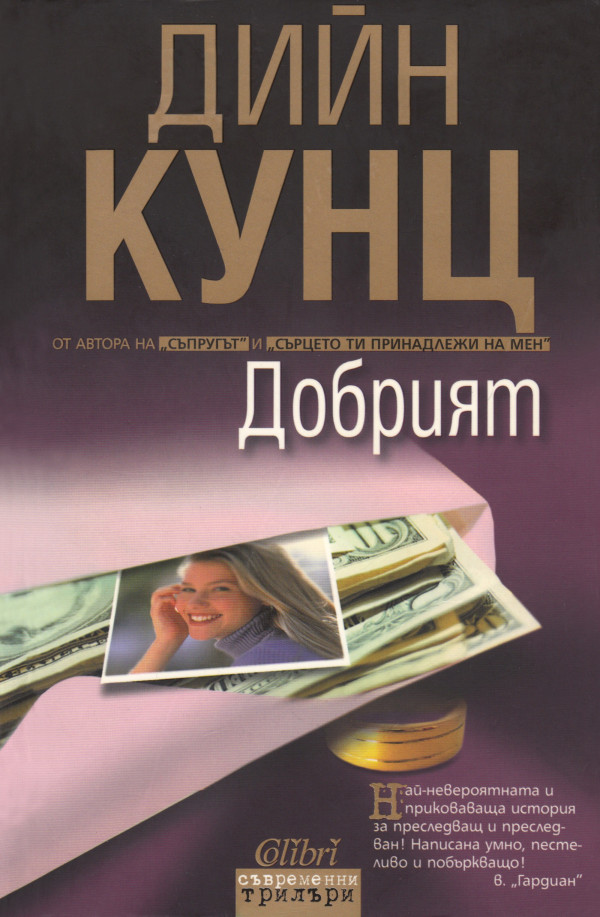 ДИЙН
КУНЦ
ОТ АВТОРА НА „СЪПРУГЪТ” И „СЪРЦЕТО ТИ ПРИНАДЛЕЖИ НА МЕН”
Добрият
Най-невероятната и
приковаваща история
за преследващ и преслед-
ван! Написана умно, песте-
ливо и побъркващо!
в. „Гардиан”
Colibri
съвременни
трилъри